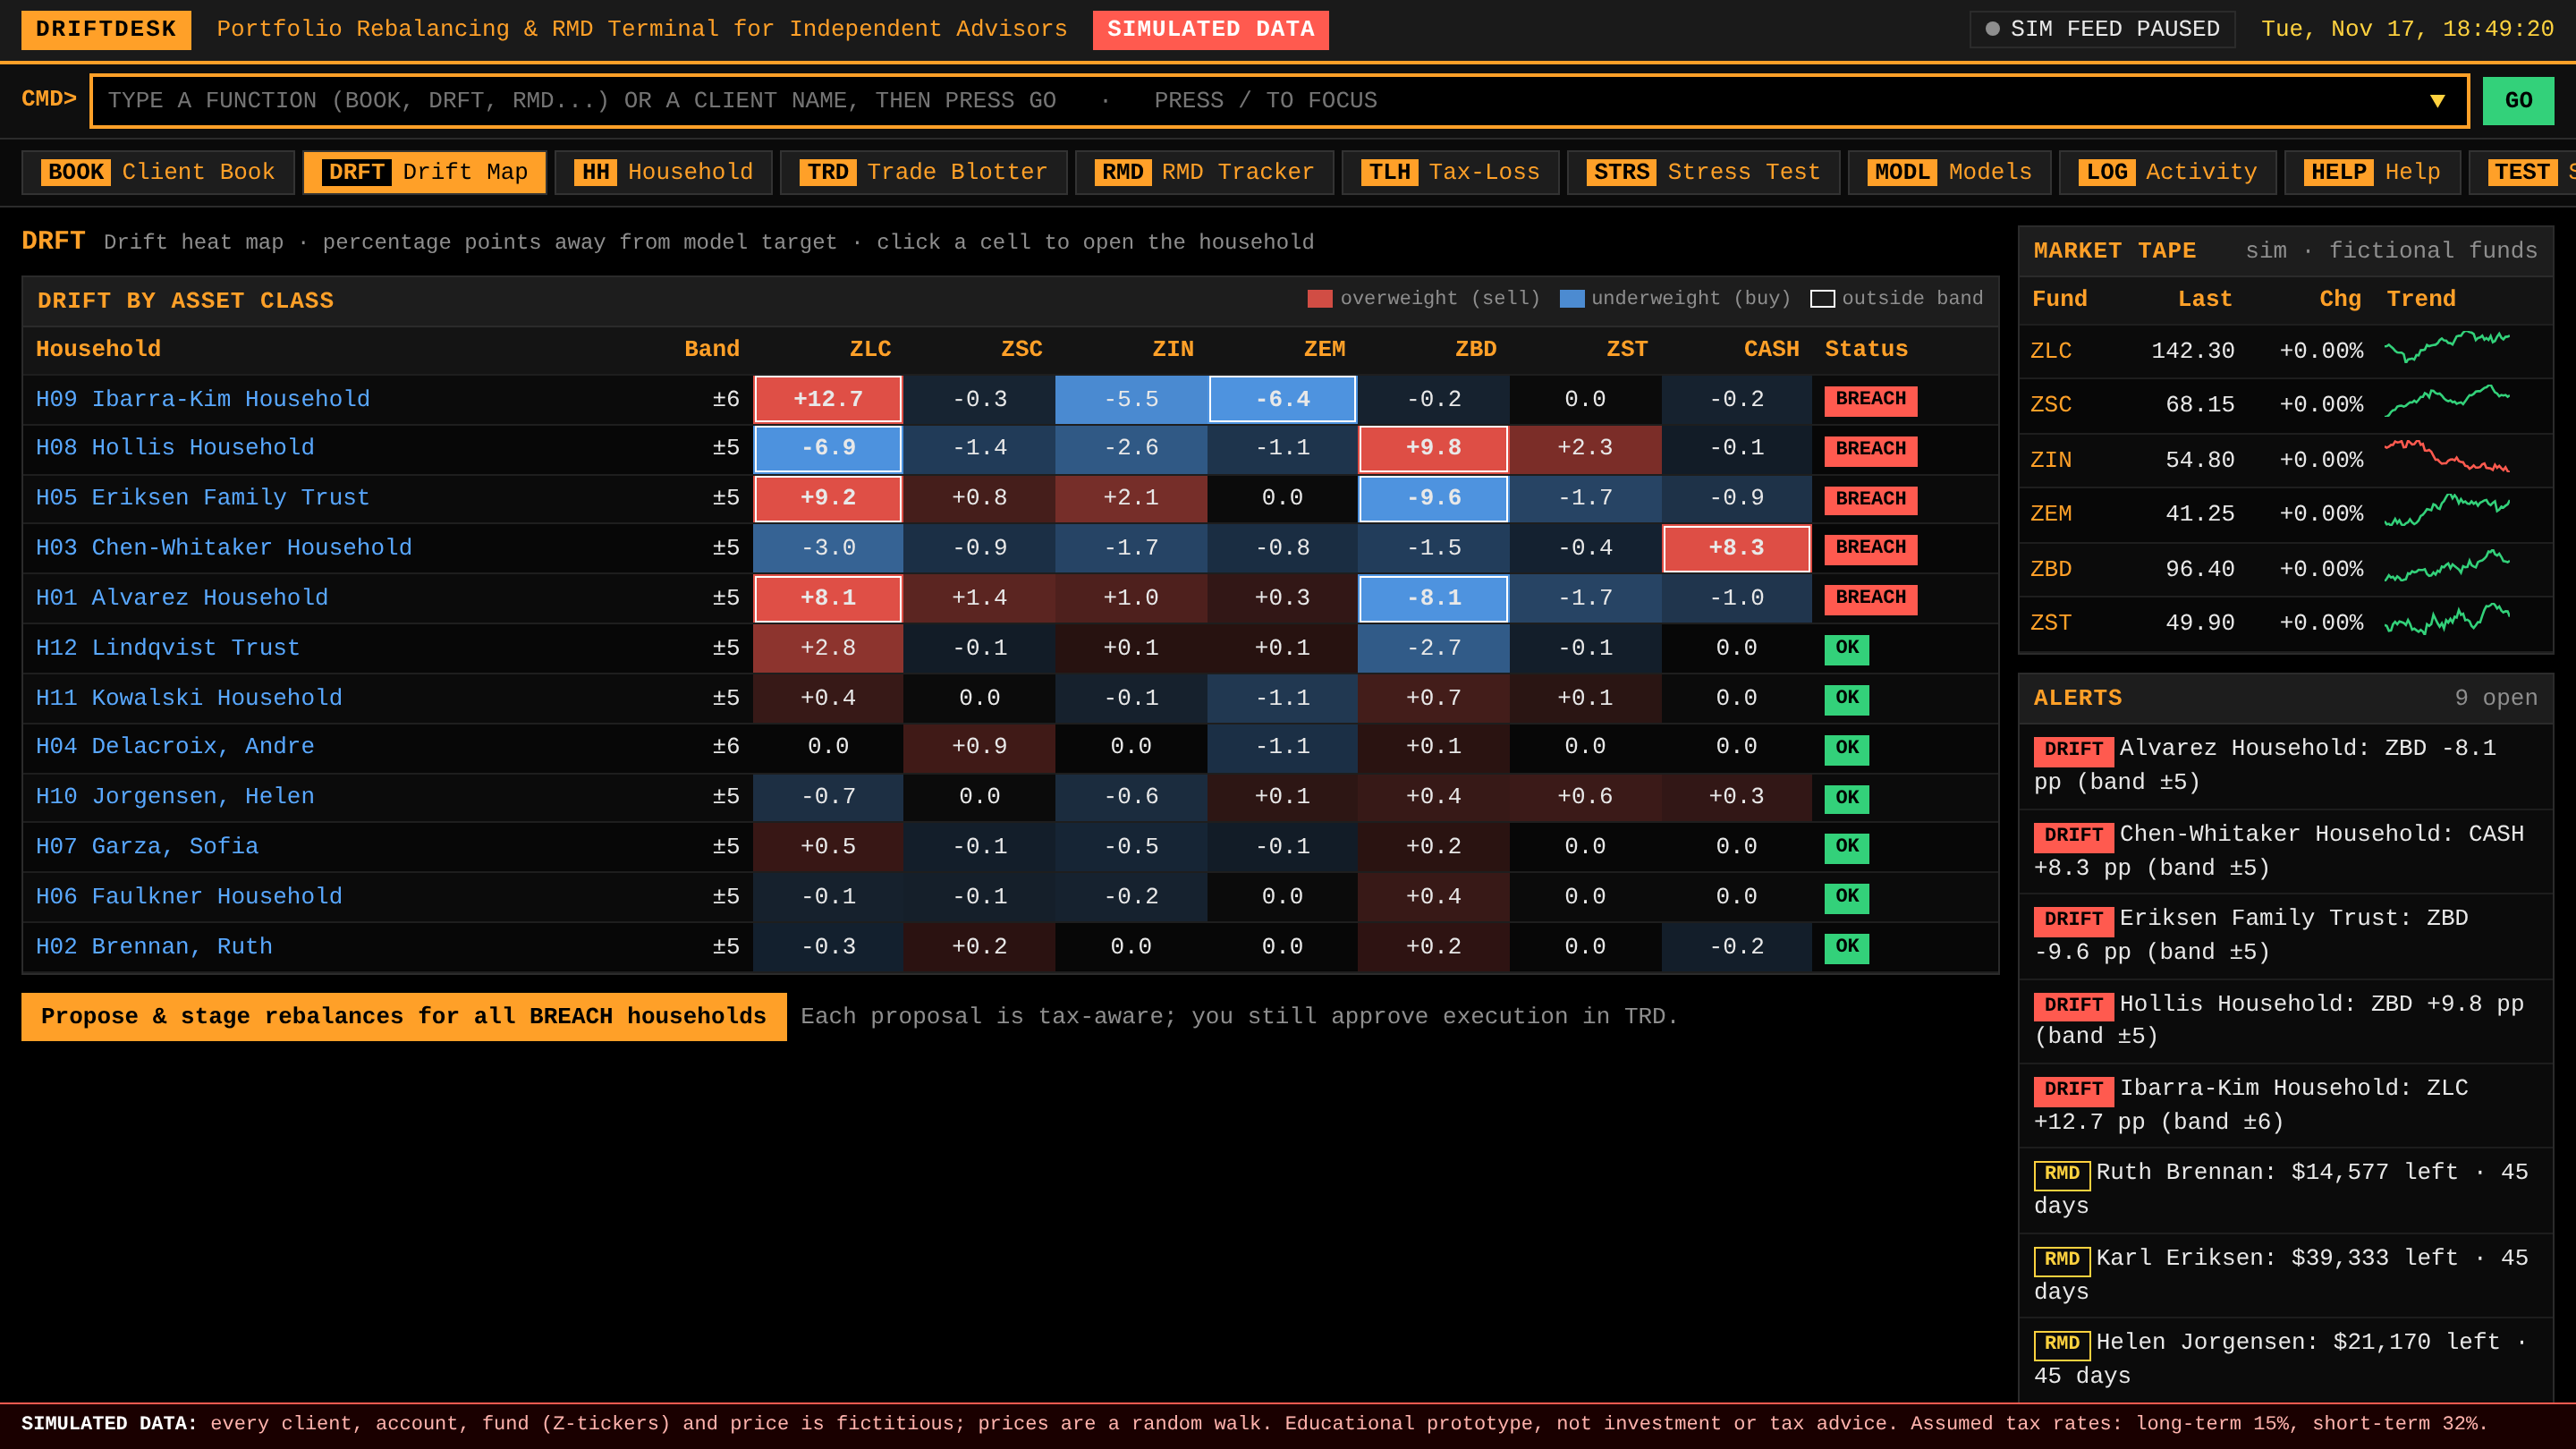 DRIFTDESK Portfolio Rebalancing & RMD Terminal for Independent Advisors SIMULATED DATA SIM FEED PAUSED Tue, Nov 17, 18:49:20
CMD> TYPE A FUNCTION (BOOK, DRFT, RMD...) OR A CLIENT NAME, THEN PRESS GO · PRESS / TO FOCUS ▼ GO
BOOK Client Book DRFT Drift Map HH Household TRD Trade Blotter RMD RMD Tracker TLH Tax-Loss STRS Stress Test MODL Models LOG Activity HELP Help TEST
DRFT Drift heat map · percentage points away from model target · click a cell to open the household
DRIFT BY ASSET CLASS overweight (sell) underweight (buy) outside band
Household Band ZLC ZSC ZIN ZEM ZBD ZST CASH Status
H09 Ibarra-Kim Household ±6 +12.7 -0.3 -5.5 -6.4 -0.2 0.0 -0.2 BREACH
H08 Hollis Household ±5 -6.9 -1.4 -2.6 -1.1 +9.8 +2.3 -0.1 BREACH
H05 Eriksen Family Trust ±5 +9.2 +0.8 +2.1 0.0 -9.6 -1.7 -0.9 BREACH
H03 Chen-Whitaker Household ±5 -3.0 -0.9 -1.7 -0.8 -1.5 -0.4 +8.3 BREACH
H01 Alvarez Household ±5 +8.1 +1.4 +1.0 +0.3 -8.1 -1.7 -1.0 BREACH
H12 Lindqvist Trust ±5 +2.8 -0.1 +0.1 +0.1 -2.7 -0.1 0.0 OK
H11 Kowalski Household ±5 +0.4 0.0 -0.1 -1.1 +0.7 +0.1 0.0 OK
H04 Delacroix, Andre ±6 0.0 +0.9 0.0 -1.1 +0.1 0.0 0.0 OK
H10 Jorgensen, Helen ±5 -0.7 0.0 -0.6 +0.1 +0.4 +0.6 +0.3 OK
H07 Garza, Sofia ±5 +0.5 -0.1 -0.5 -0.1 +0.2 0.0 0.0 OK
H06 Faulkner Household ±5 -0.1 -0.1 -0.2 0.0 +0.4 0.0 0.0 OK
H02 Brennan, Ruth ±5 -0.3 +0.2 0.0 0.0 +0.2 0.0 -0.2 OK
Propose & stage rebalances for all BREACH households Each proposal is tax-aware; you still approve execution in TRD.
MARKET TAPE sim · fictional funds
Fund Last Chg Trend
ZLC 142.30 +0.00%
ZSC 68.15 +0.00%
ZIN 54.80 +0.00%
ZEM 41.25 +0.00%
ZBD 96.40 +0.00%
ZST 49.90 +0.00%
ALERTS 9 open
DRIFT Alvarez Household: ZBD -8.1
pp (band ±5)
DRIFT Chen-Whitaker Household: CASH
+8.3 pp (band ±5)
DRIFT Eriksen Family Trust: ZBD
-9.6 pp (band ±5)
DRIFT Hollis Household: ZBD +9.8 pp
(band ±5)
DRIFT Ibarra-Kim Household: ZLC
+12.7 pp (band ±6)
RMD Ruth Brennan: $14,577 left · 45
days
RMD Karl Eriksen: $39,333 left · 45
days
RMD Helen Jorgensen: $21,170 left ·
45 days
SIMULATED DATA: every client, account, fund (Z-tickers) and price is fictitious; prices are a random walk. Educational prototype, not investment or tax advice. Assumed tax rates: long-term 15%, short-term 32%.